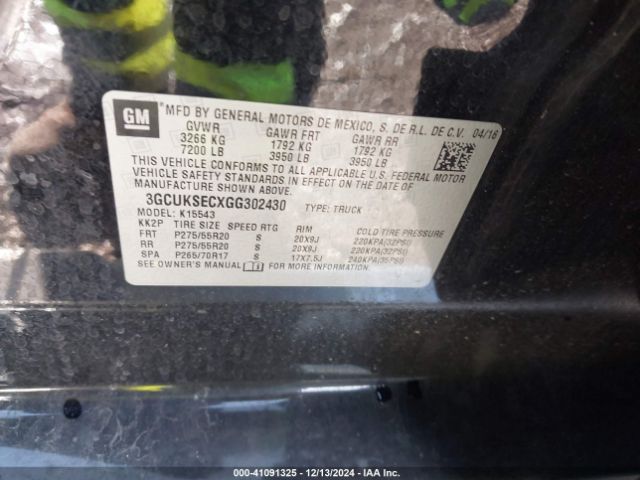 GM
*MFD BY GENERAL MOTORS DE MEXICO, S. DE R.L. DE C.V. 04/16
GVWR GAWR FRT GAWR RR
3266 KG 1792 KG 1792 KG
7200 LB 3950 LB 3950 LB
THIS VEHICLE CONFORMS TO ALL APPLICABLE U.S. FEDERAL MOTOR
VEHICLE SAFETY STANDARDS IN EFFECT ON THE DATE OF
MANUFACTURE SHOWN ABOVE.
3GCUKSECXGG302430 TYPE: TRUCK
MODEL: K15543
KK2P TIRE SIZE SPEED RTG RIM COLD TIRE PRESSURE
FRT P275/55R20 S 20X9J 220KPA(32PSI)
RR P275/55R20 S 20X9J 220KPA(32PSI)
SPA P265/70R17 S 17X7.5J 240KPA(35PSI)
SEE OWNER'S MANUAL FOR MORE INFORMATION.
000-41091325 - 12/13/2024 - IAAI.COM